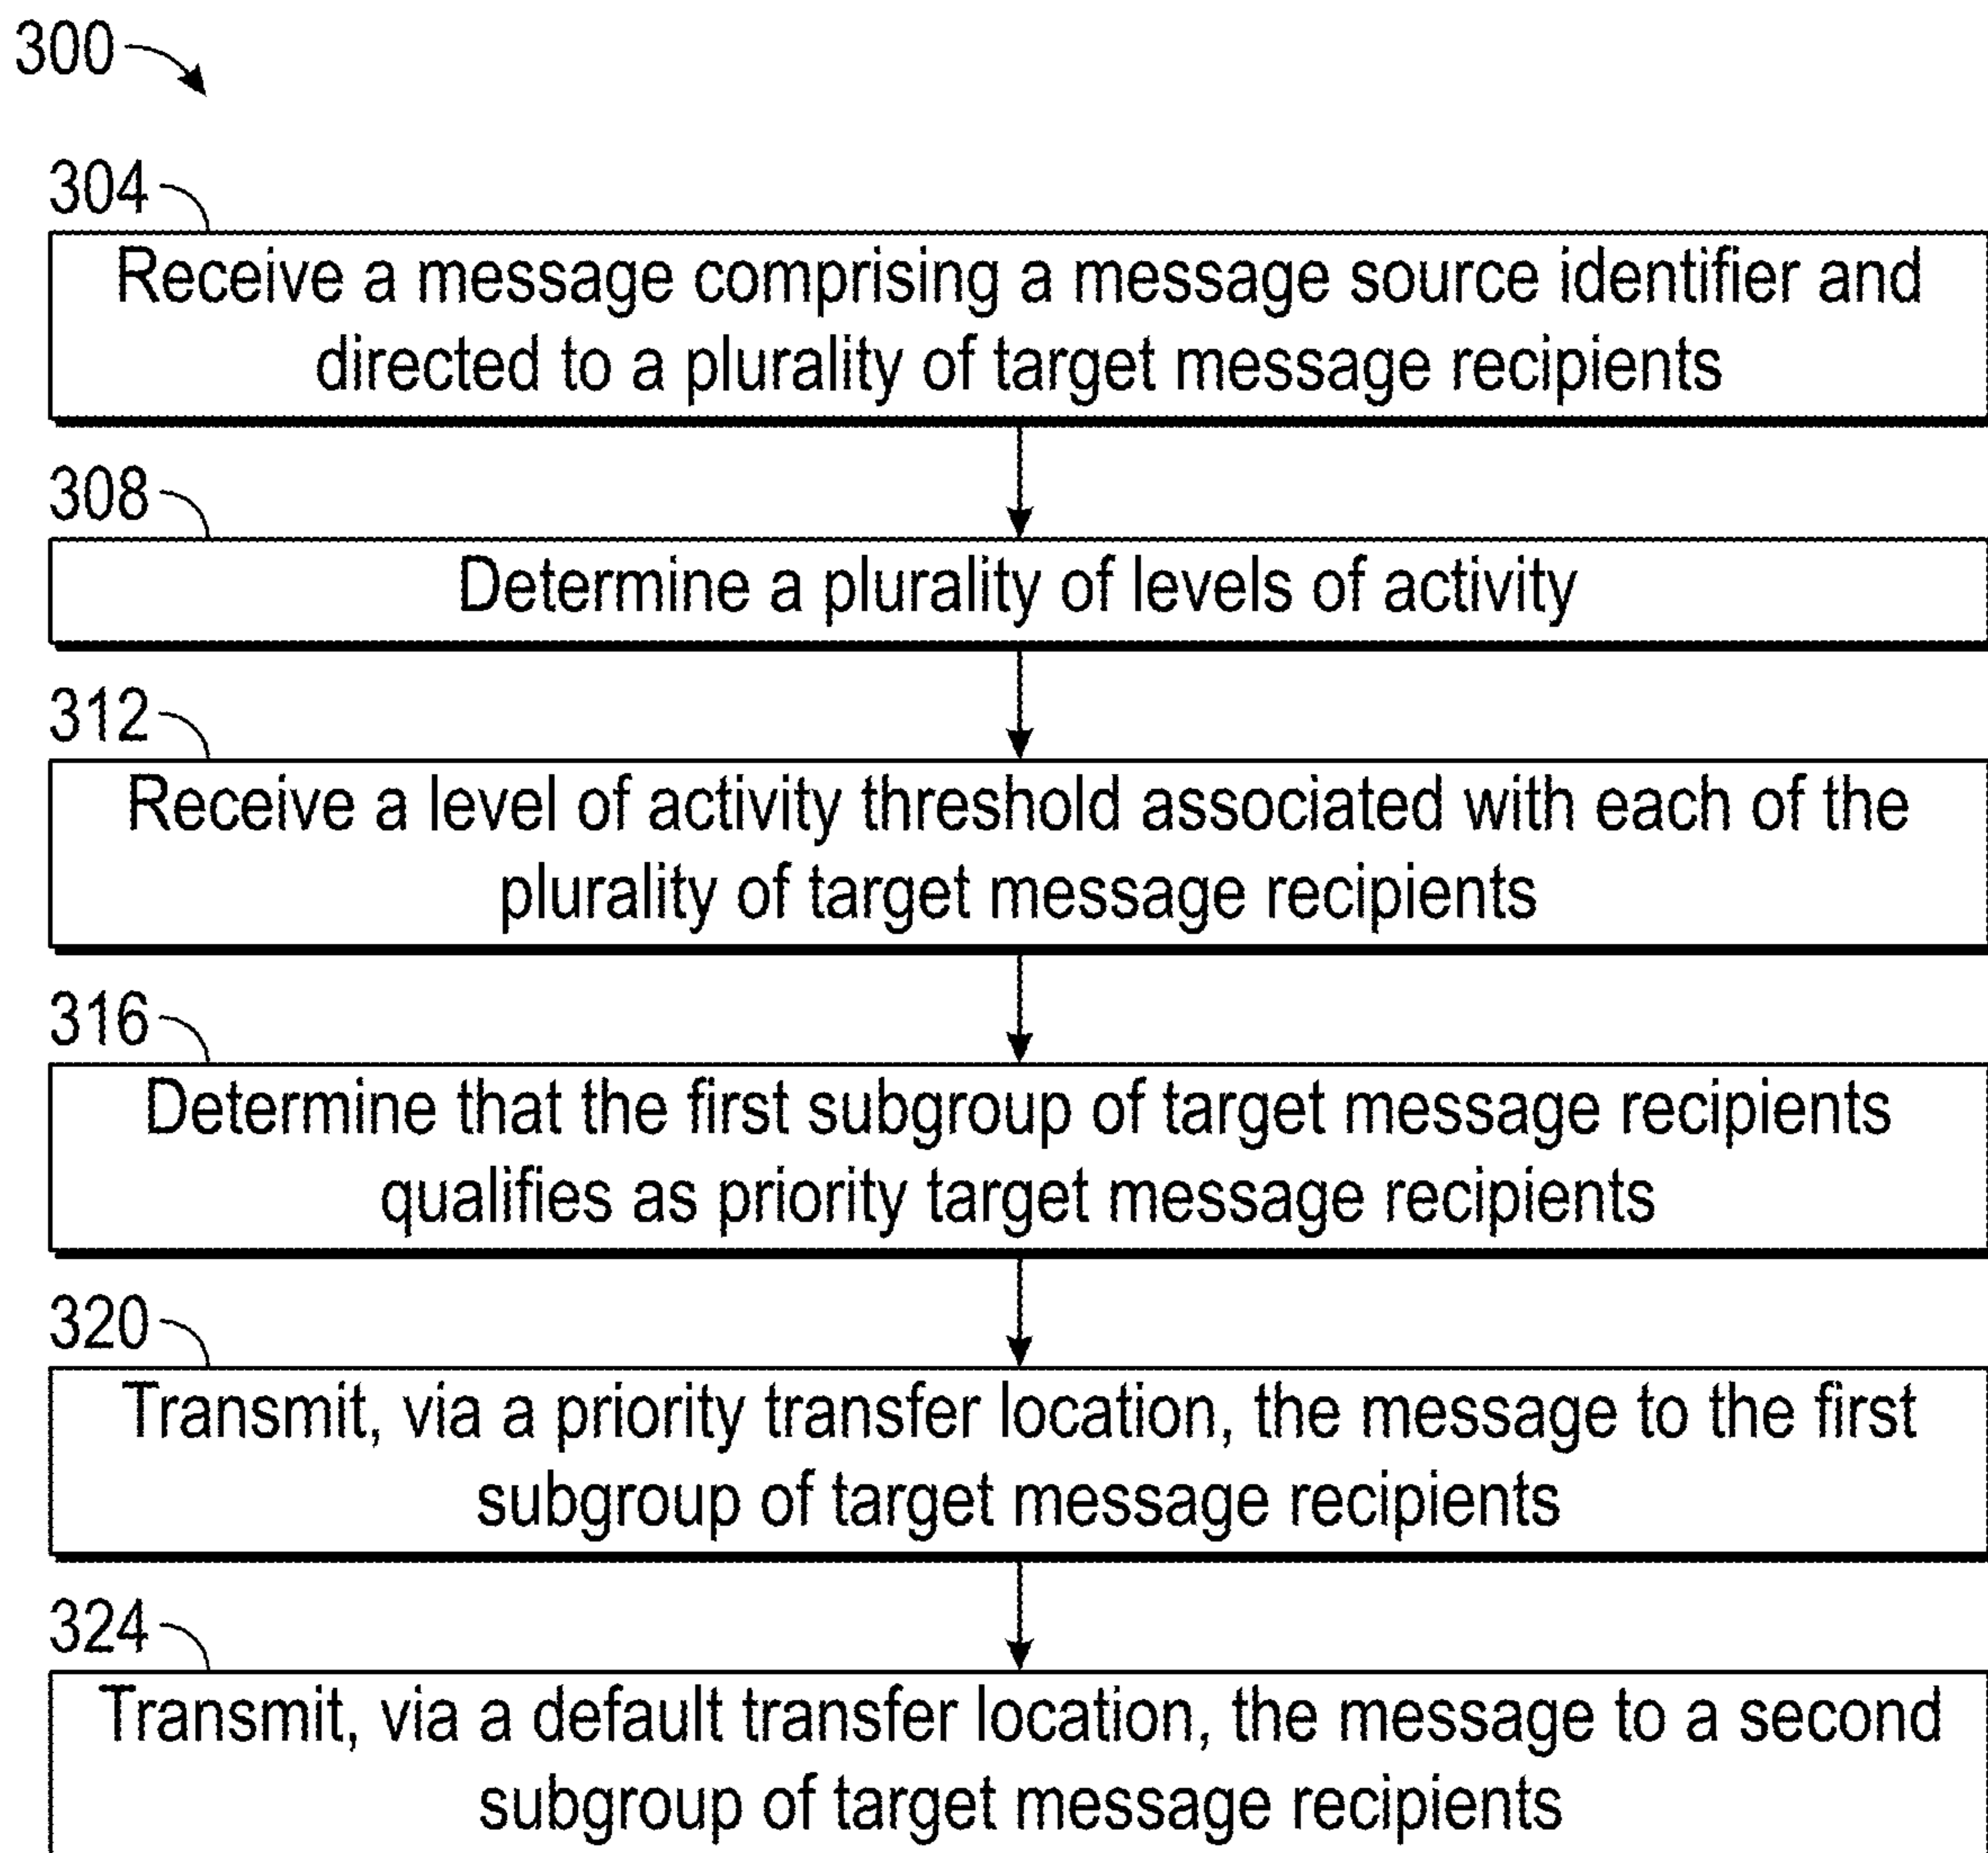 300
304
Receive a message comprising a message source identifier and
directed to a plurality of target message recipients
308
Determine a plurality of levels of activity
312
Receive a level of activity threshold associated with each of the
plurality of target message recipients
316
Determine that the first subgroup of target message recipients
qualifies as priority target message recipients
320
Transmit, via a priority transfer location, the message to the first
subgroup of target message recipients
324
Transmit, via a default transfer location, the message to a second
subgroup of target message recipients